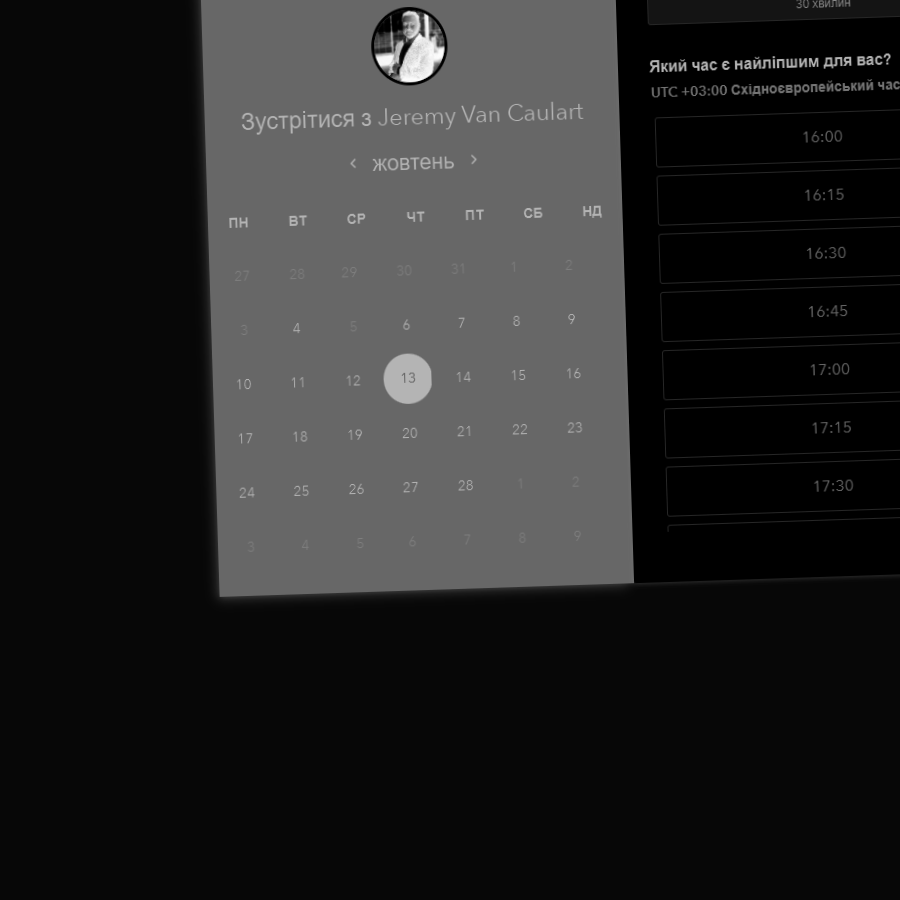 Зустрітися з Jeremy Van Caulart
‹ жовтень ›
ПН ВТ СР ЧТ ПТ СБ НД
27 28 29 30 31 1 2
3 4 5 6 7 8 9
10 11 12 13 14 15 16
17 18 19 20 21 22 23
24 25 26 27 28 1 2
3 4 5 6 7 8 9
30 хвилин
Який час є найліпшим для вас?
UTC +03:00 Східноєвропейський час
16:00
16:15
16:30
16:45
17:00
17:15
17:30